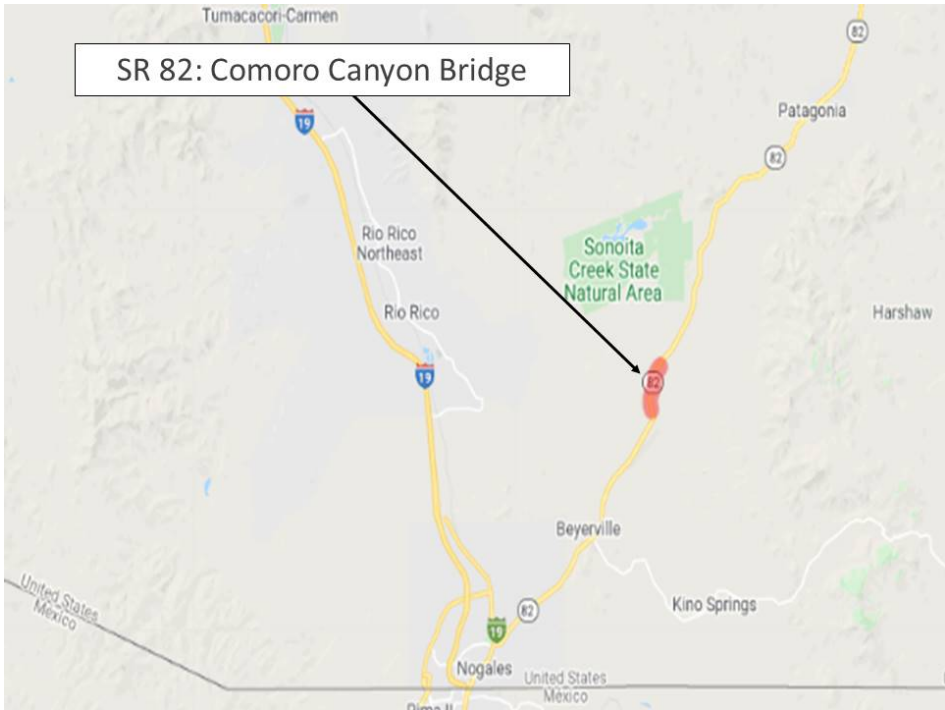 Tumacacori-Carmen
SR 82: Comoro Canyon Bridge
82
19
Patagonia
82
Rio Rico
Northeast
Sonoita
Creek State
Natural Area
Rio Rico
Harshaw
19
82
Beyerville
United States
Mexico
Kino Springs
82
19
Nogales
United States
Mexico